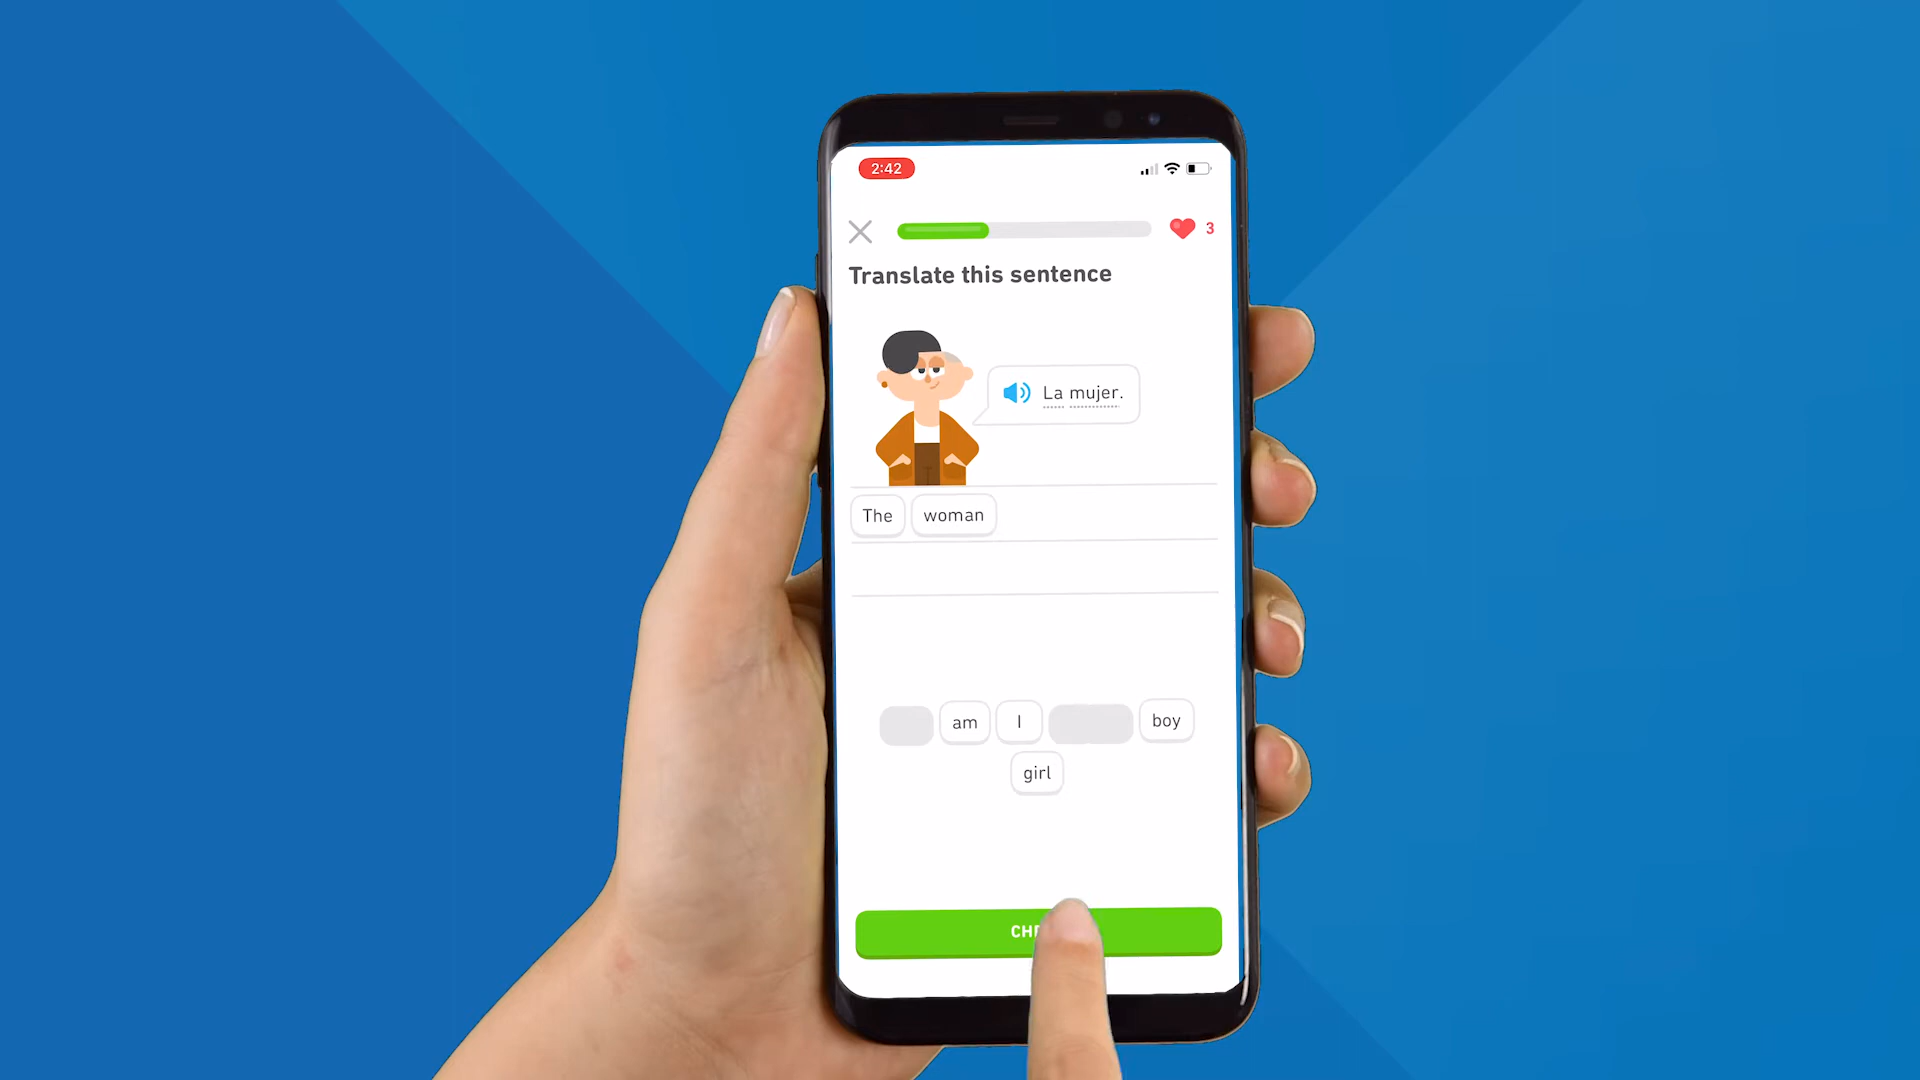 2:42
3
Translate this sentence
La mujer.
The woman
am I boy
girl